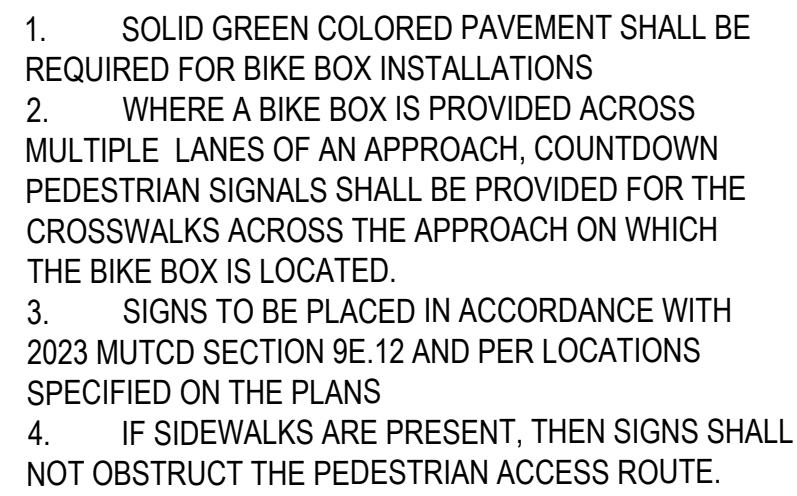 1. SOLID GREEN COLORED PAVEMENT SHALL BE
REQUIRED FOR BIKE BOX INSTALLATIONS
2. WHERE A BIKE BOX IS PROVIDED ACROSS
MULTIPLE LANES OF AN APPROACH, COUNTDOWN
PEDESTRIAN SIGNALS SHALL BE PROVIDED FOR THE
CROSSWALKS ACROSS THE APPROACH ON WHICH
THE BIKE BOX IS LOCATED.
3. SIGNS TO BE PLACED IN ACCORDANCE WITH
2023 MUTCD SECTION 9E.12 AND PER LOCATIONS
SPECIFIED ON THE PLANS
4. IF SIDEWALKS ARE PRESENT, THEN SIGNS SHALL
NOT OBSTRUCT THE PEDESTRIAN ACCESS ROUTE.